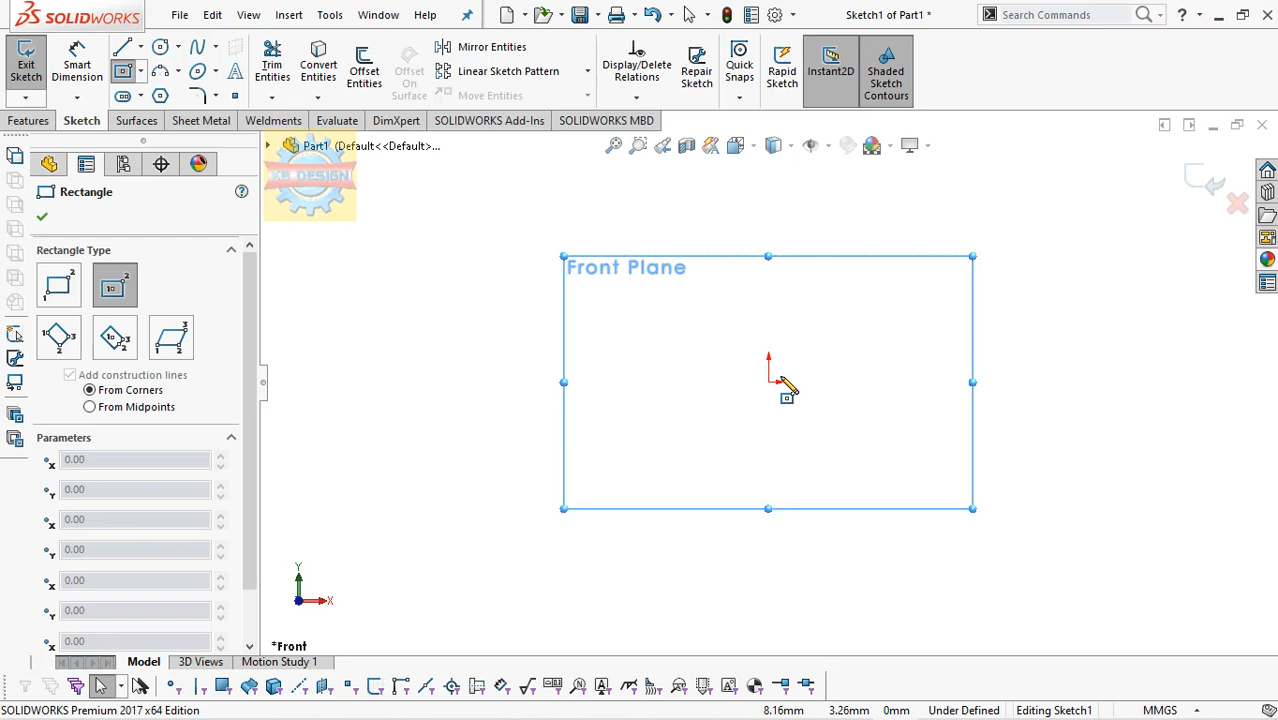 SOLIDWORKS File Edit View Insert Tools Window Help Sketch1 of Part1 * Search Commands ?
Exit Sketch Smart Dimension Trim Entities Convert Entities Offset Entities Offset On Surface Mirror Entities Linear Sketch Pattern Move Entities Display/Delete Relations Repair Sketch Quick Snaps Rapid Sketch Instant2D Shaded Sketch Contours
Features Sketch Surfaces Sheet Metal Weldments Evaluate DimXpert SOLIDWORKS Add-Ins SOLIDWORKS MBD
Part1 (Default<<Default>...
KB DESIGN
Rectangle
Rectangle Type
Front Plane
Add construction lines
From Corners
From Midpoints
Parameters
x 0.00
Y 0.00
x 0.00
Y 0.00
x 0.00
Y 0.00
x 0.00
Y
X
*Front
Model 3D Views Motion Study 1
SOLIDWORKS Premium 2017 x64 Edition 8.16mm 3.26mm 0mm Under Defined Editing Sketch1 MMGS